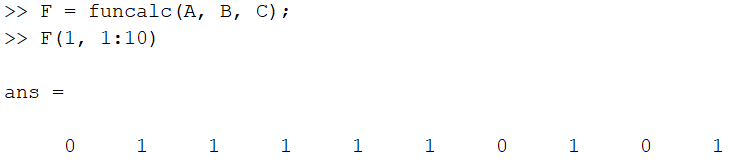 >> F = funcalc(A, B, C);
>> F(1, 1:10)
ans =
0 1 1 1 1 1 0 1 0 1